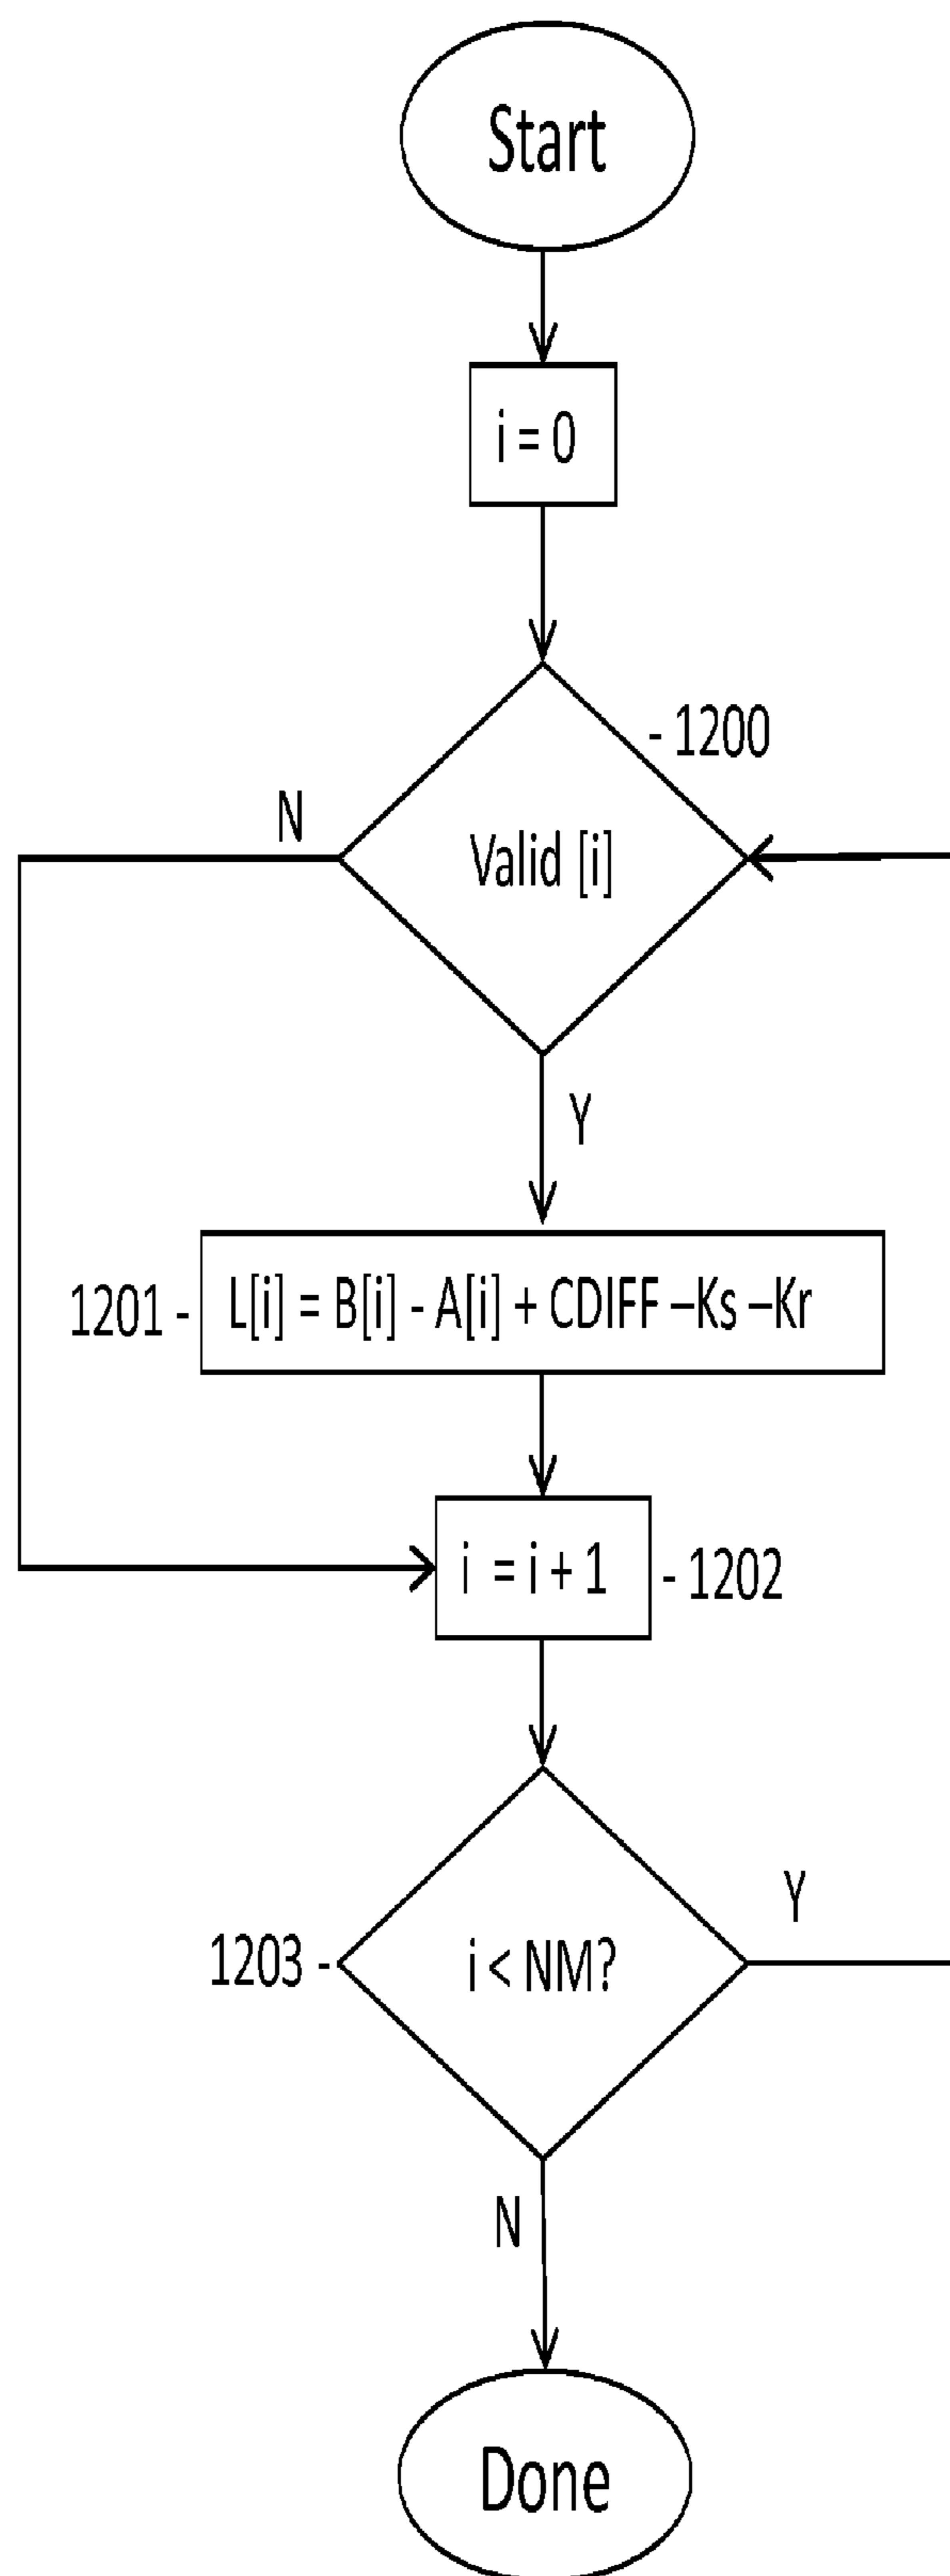 Start
i = 0
- 1200
N
Valid [i]
Y
1201 -
L[i] = B[i] - A[i] + CDIFF –Ks –Kr
i = i + 1
- 1202
Y
1203 -
i < NM?
N
Done